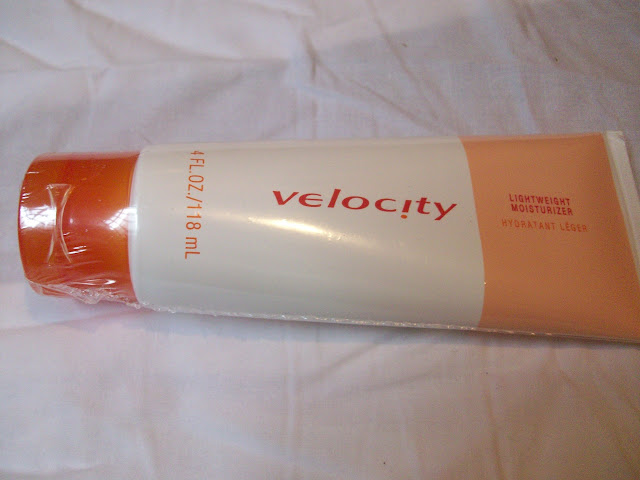 4 FL.OZ./118 mL
velocity
LIGHTWEIGHT
MOISTURIZER
HYDRATANT LÉGER